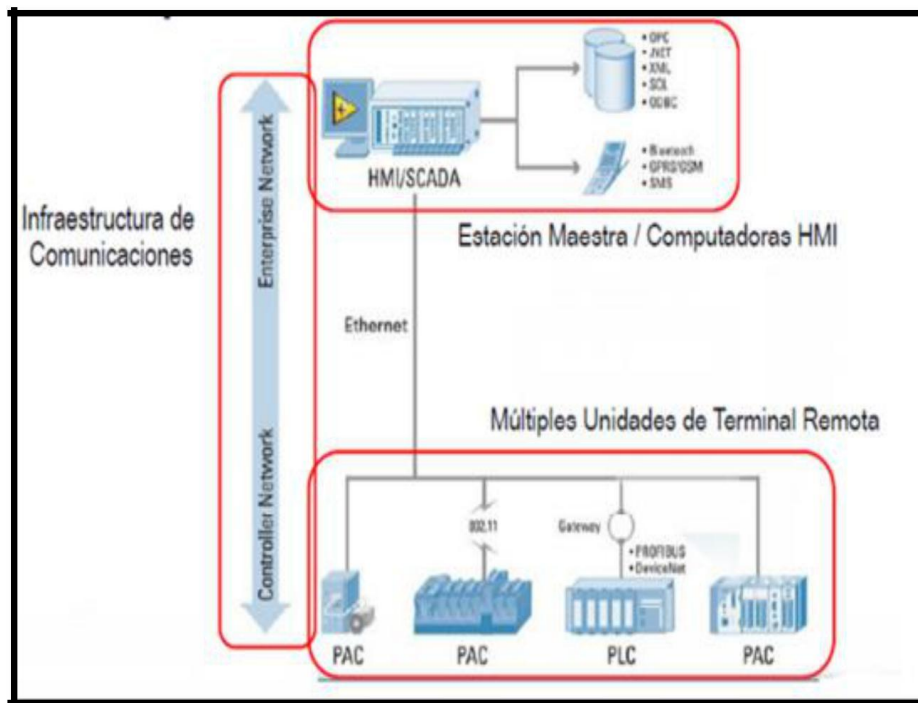 • OPC
• .NET
• XML
• SQL
• ODBC
HMI/SCADA
• Bluetooth
• GPRS/GSM
• SMS
Estación Maestra / Computadoras HMI
Infraestructura de
Comunicaciones
Enterprise Network
Controller Network
Ethernet
Múltiples Unidades de Terminal Remota
802.11
Gateway
• PROFIBUS
• DeviceNet
PAC
PAC
PLC
PAC